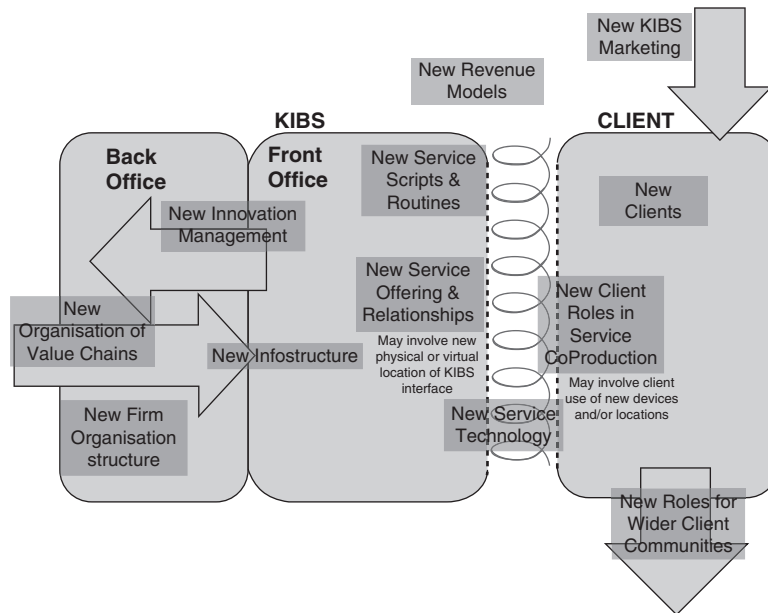 New KIBS
Marketing
New Revenue
Models
KIBS
CLIENT
Back
Office
Front
Office
New Service
Scripts &
Routines
New
Clients
New Innovation
Management
New Service
Offering &
Relationships
May involve new
physical or virtual
location of KIBS
interface
New Client
Roles in
Service
CoProduction
May involve client
use of new devices
and/or locations
New
Organisation of
Value Chains
New Infostructure
New Firm
Organisation
structure
New Service
Technology
New Roles for
Wider Client
Communities